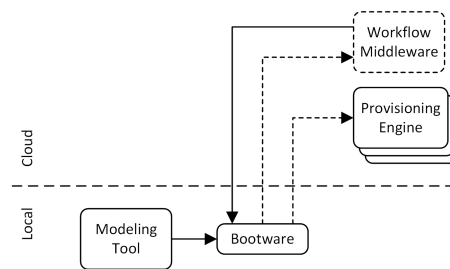 Workflow
Middleware
Provisioning
Engine
Cloud
Local
Modeling
Tool
Bootware